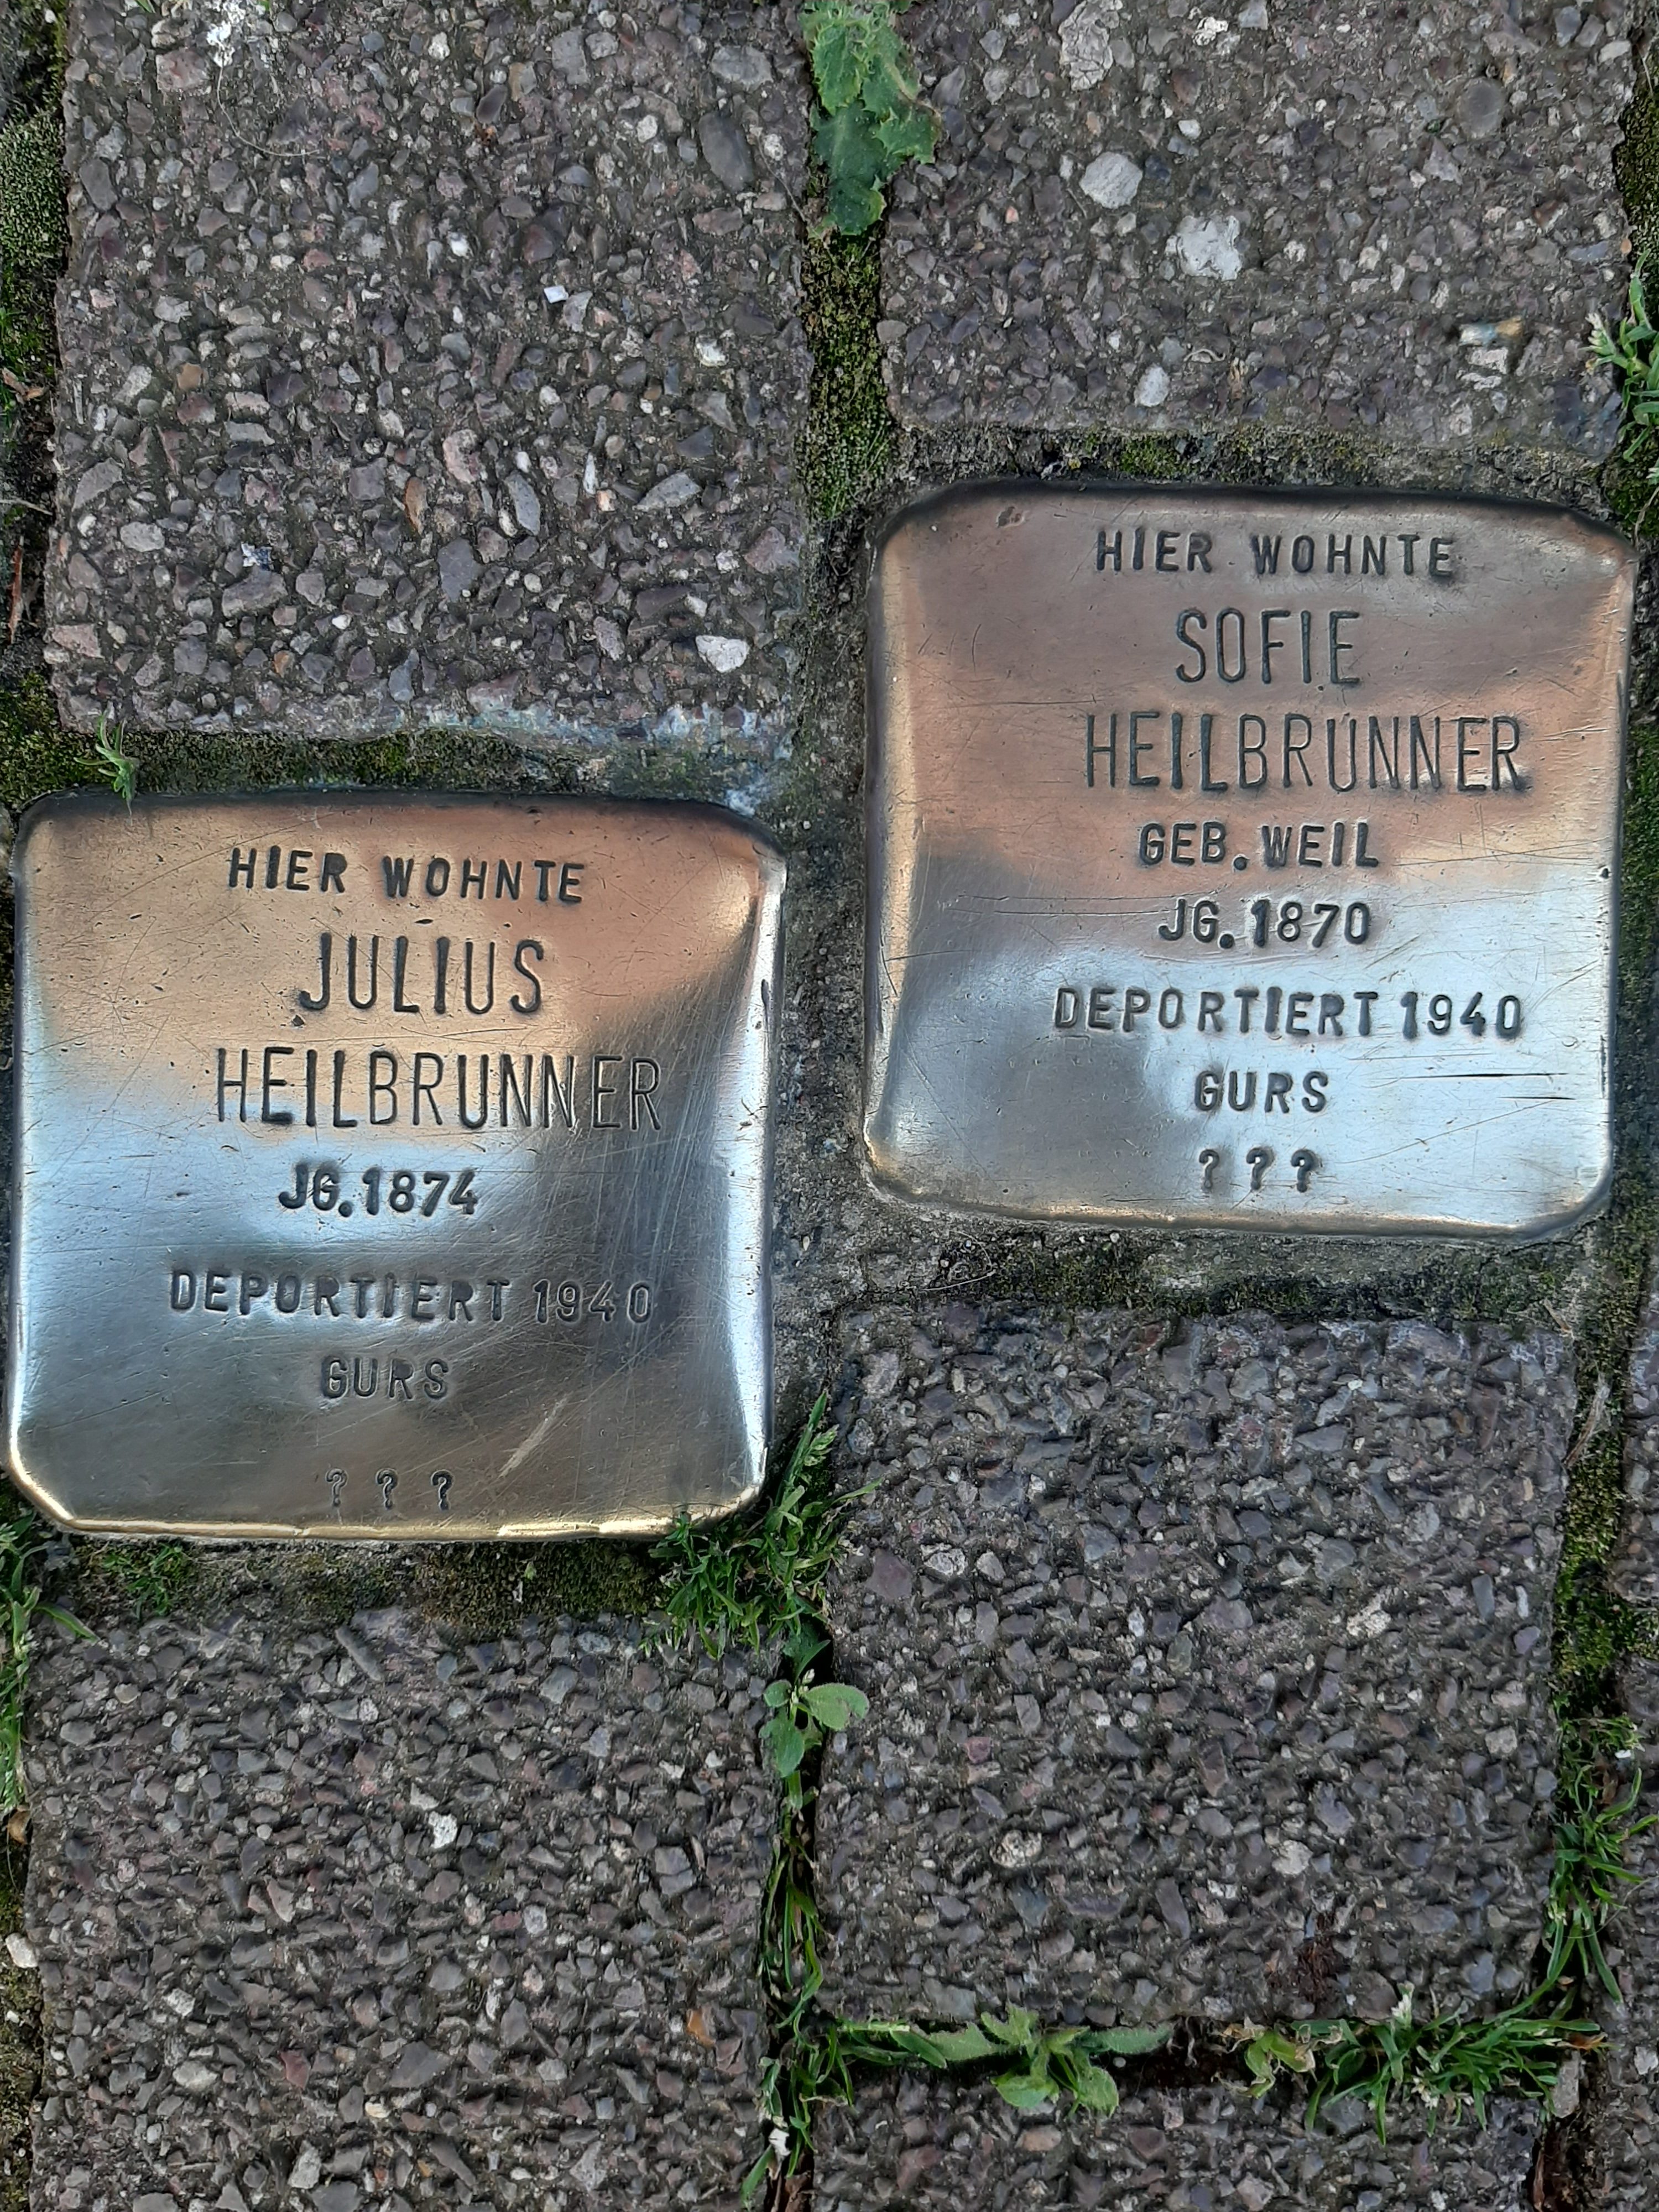 HIER WOHNTE
JULIUS
HEILBRUNNER
JG.1874
DEPORTIERT 1940
GURS
? ? ?
HIER WOHNTE
SOFIE
HEILBRUNNER
GEB. WEIL
JG.1870
DEPORTIERT 1940
GURS
? ? ?